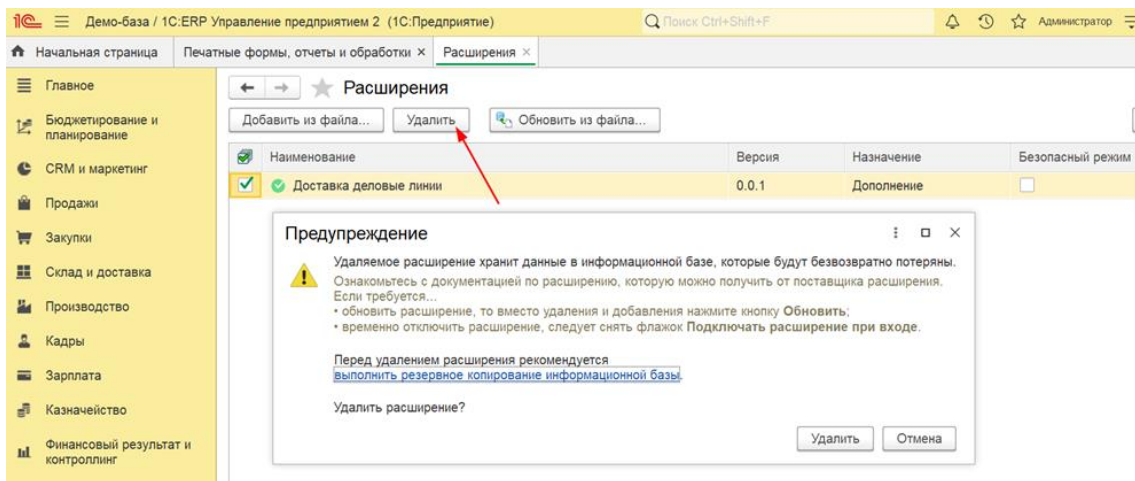 1С Демо-база / 1С:ERP Управление предприятием 2 (1С:Предприятие) Поиск Ctrl+Shift+F Администратор
Начальная страница Печатные формы, отчеты и обработки × Расширения ×
Главное
Бюджетирование и
планирование
CRM и маркетинг
Продажи
Закупки
Склад и доставка
Производство
Кадры
Зарплата
Казначейство
Финансовый результат и
контроллинг
Расширения
Добавить из файла... Удалить Обновить из файла...
Наименование Версия Назначение Безопасный режим
Доставка деловые линии 0.0.1 Дополнение
Предупреждение
Удаляемое расширение хранит данные в информационной базе, которые будут безвозвратно потеряны.
Ознакомьтесь с документацией по расширению, которую можно получить от поставщика расширения.
Если требуется...
• обновить расширение, то вместо удаления и добавления нажмите кнопку Обновить;
• временно отключить расширение, следует снять флажок Подключать расширение при входе.
Перед удалением расширения рекомендуется
выполнить резервное копирование информационной базы.
Удалить расширение?
Удалить Отмена